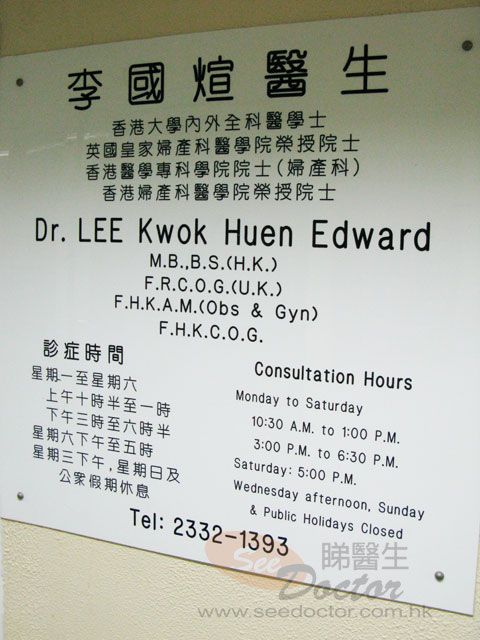 李國煊醫生
香港大學內外全科醫學士
英國皇家婦產科醫學院榮授院士
香港醫學專科學院院士(婦產科)
香港婦產科醫學院榮授院士
Dr. LEE Kwok Huen Edward
M.B.,B.S.(H.K.)
F.R.C.O.G.(U.K.)
F.H.K.A.M.(Obs & Gyn)
F.H.K.C.O.G.
診症時間
星期一至星期六
上午十時半至一時
下午三時至六時半
星期六下午至五時
星期三下午,星期日及
公衆假期休息
Consultation Hours
Monday to Saturday
10:30 A.M. to 1:00 P.M.
3:00 P.M. to 6:30 P.M.
Saturday: 5:00 P.M.
Wednesday afternoon, Sunday
& Public Holidays Closed
Tel: 2332-1393
See 睇醫生
Doctor
www.seedoctor.com.hk